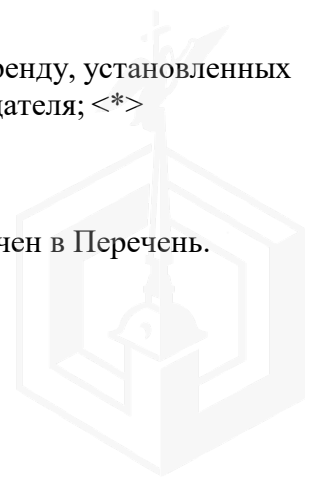 ренду, установленных
дателя; <*>
чен в Перечень.